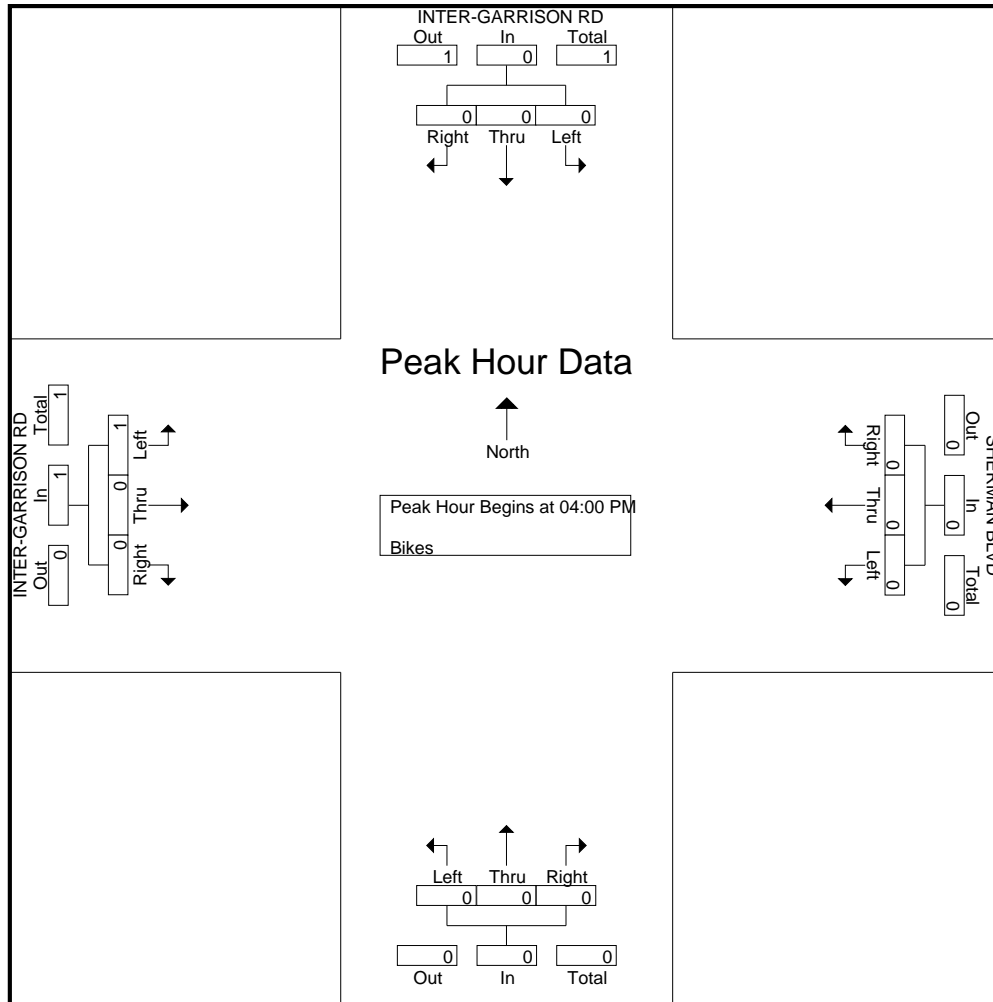 INTER-GARRISON RD
Out In Total
1 0 1
0 0 0
Right Thru Left
Peak Hour Data
North
Peak Hour Begins at 04:00 PM
Bikes
INTER-GARRISON RD
Out In Total
0 1 1
Right Thru Left
0 0 1
SHERMAN BLVD
Out In Total
0 0 0
Right Thru Left
0 0 0
Left Thru Right
0 0 0
0 0 0
Out In Total